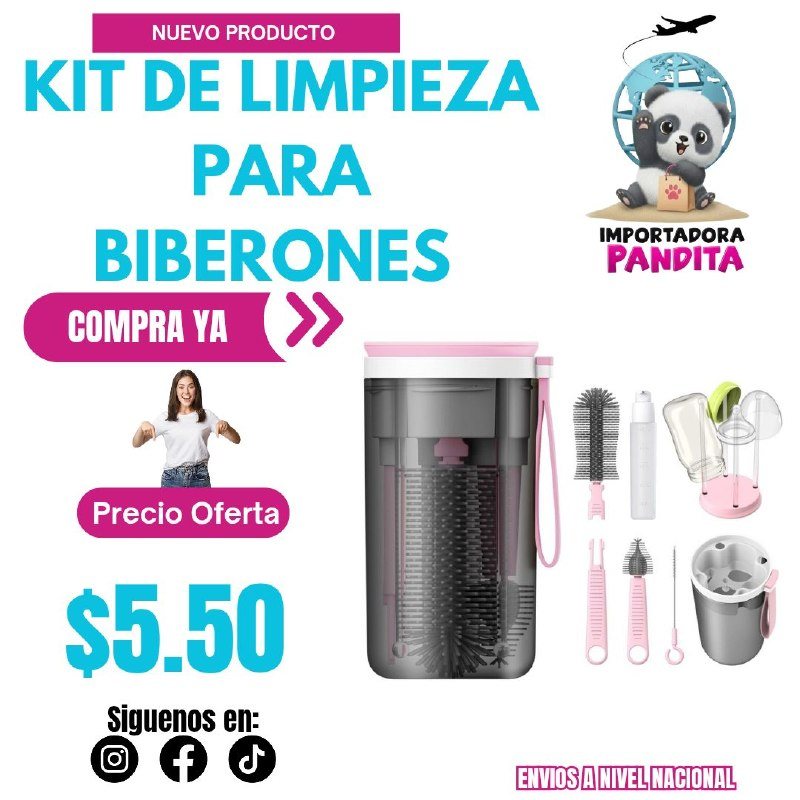 NUEVO PRODUCTO
KIT DE LIMPIEZA
PARA
BIBERONES
IMPORTADORA
PANDITA
COMPRA YA
Precio Oferta
$5.50
Siguenos en:
ENVIOS A NIVEL NACIONAL